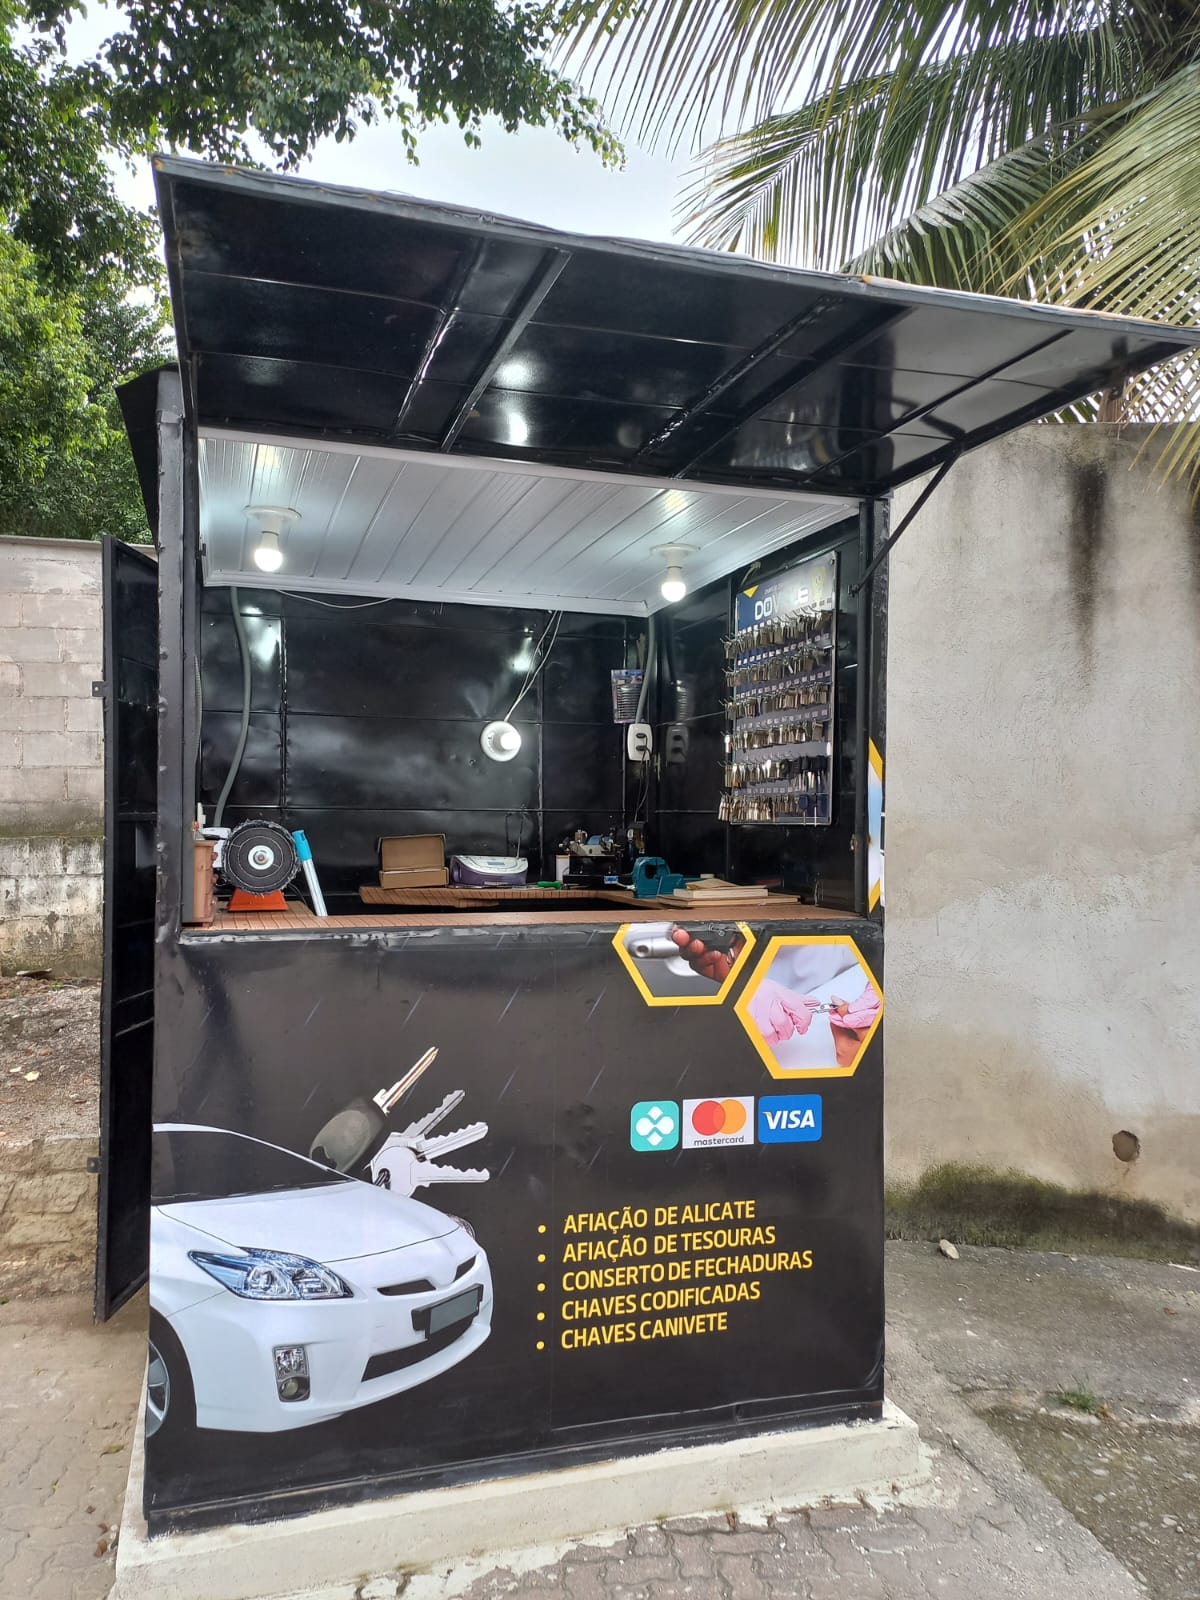 mastercard
VISA
• AFIAÇÃO DE ALICATE
• AFIAÇÃO DE TESOURAS
• CONSERTO DE FECHADURAS
• CHAVES CODIFICADAS
• CHAVES CANIVETE